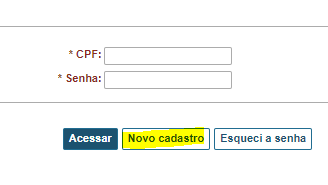 * CPF:
* Senha:
Acessar Novo cadastro Esqueci a senha